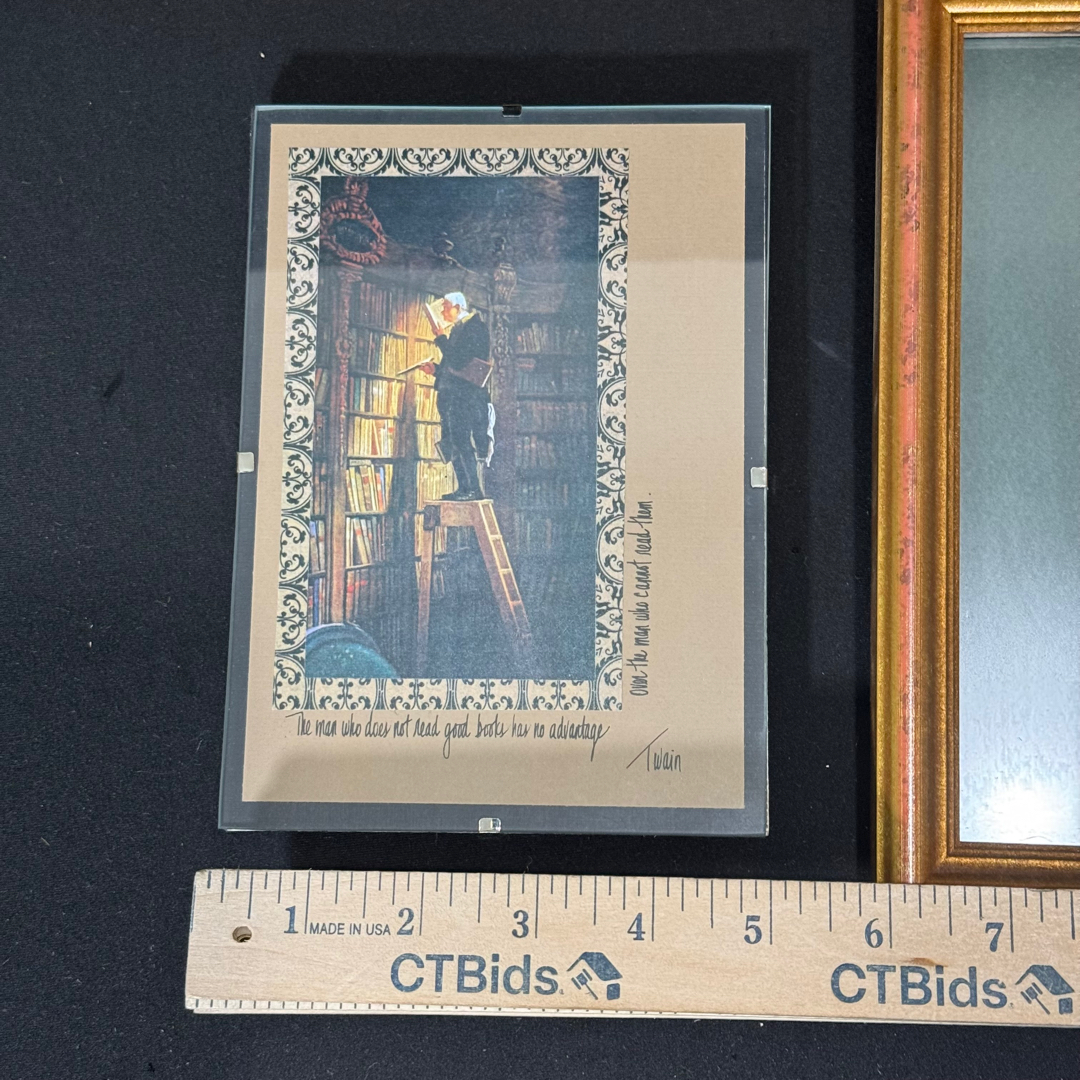 The man who does not read good books has no advantage
over the man who cannot read them.
Twain
1 MADE IN USA 2 3 4 5 6 7
CTBids. CTBids.